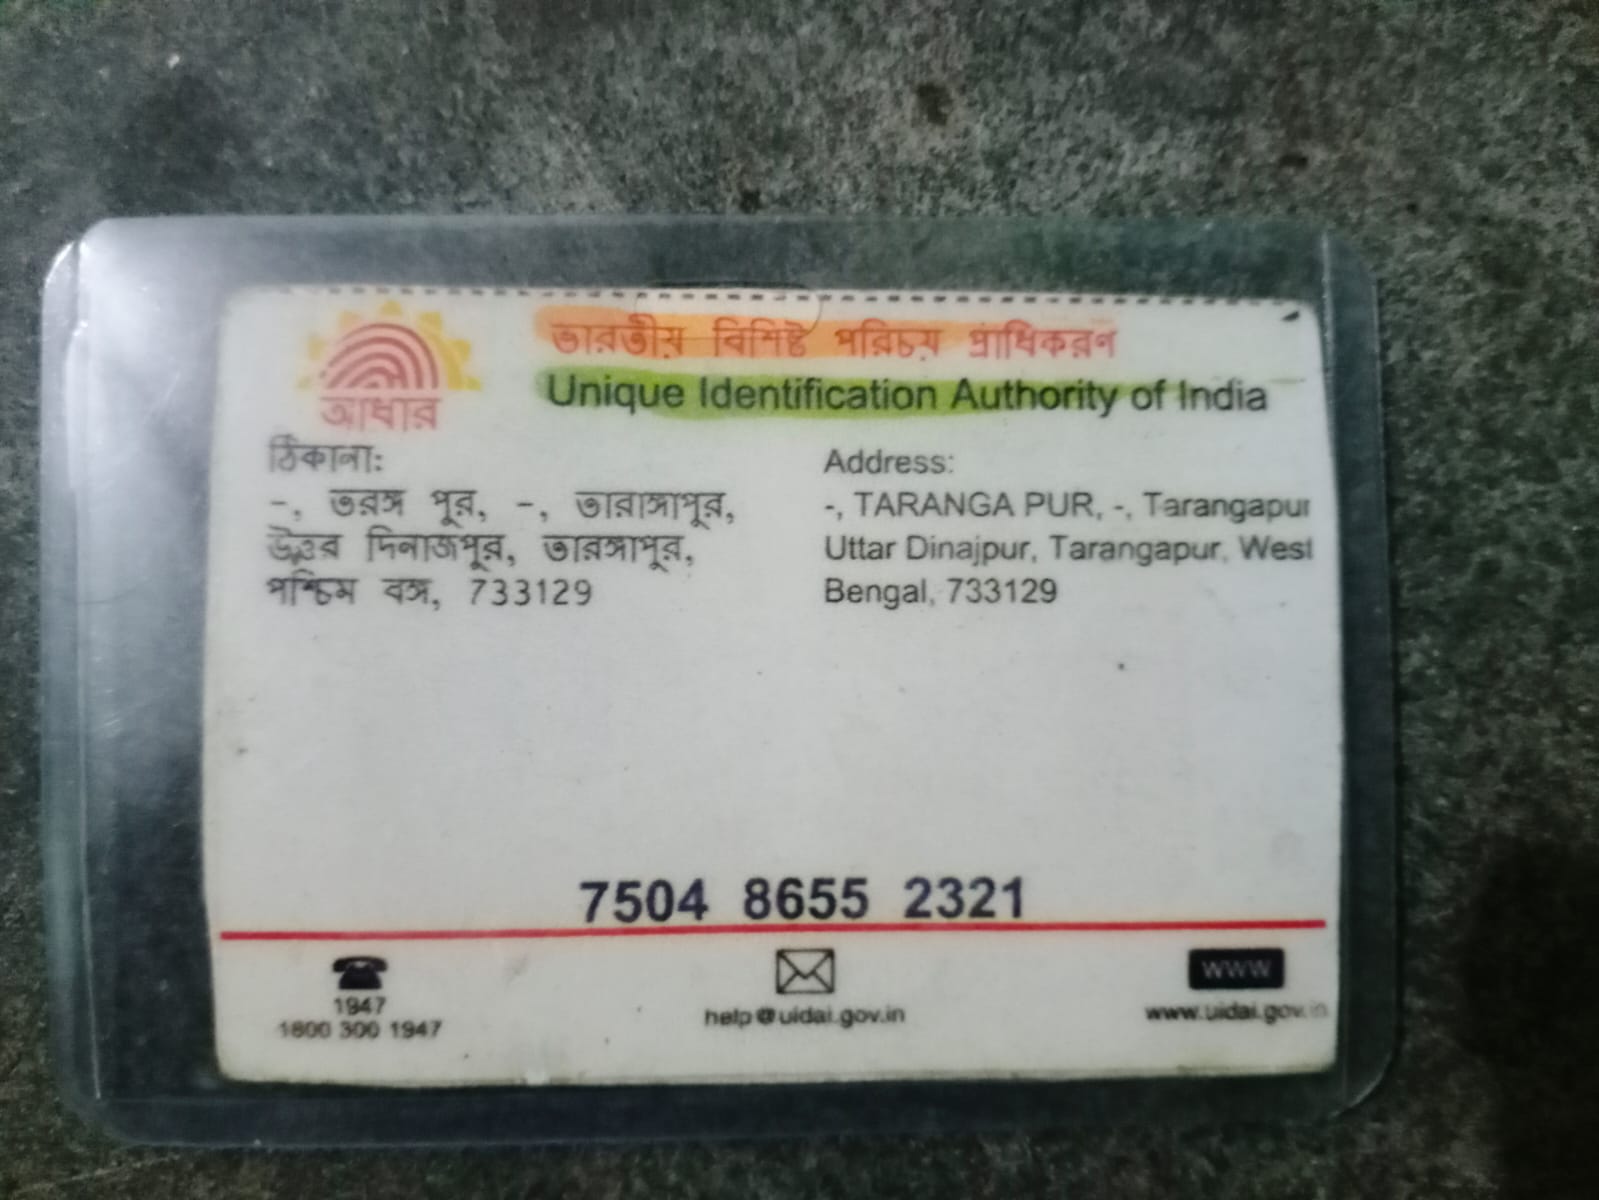 ভারতীয় বিশিষ্ট পরিচয় প্রাধিকরণ
Unique Identification Authority of India
আধার
ঠিকানা:
-, তরঙ্গ পুর, -, তারাঙ্গাপুর,
উত্তর দিনাজপুর, তারঙ্গাপুর,
পশ্চিম বঙ্গ, 733129
Address:
-, TARANGA PUR, -, Tarangapur
Uttar Dinajpur, Tarangapur, West
Bengal, 733129
7504 8655 2321
1947
1800 300 1947
help@uidai.gov.in
www
www.uidai.gov.in